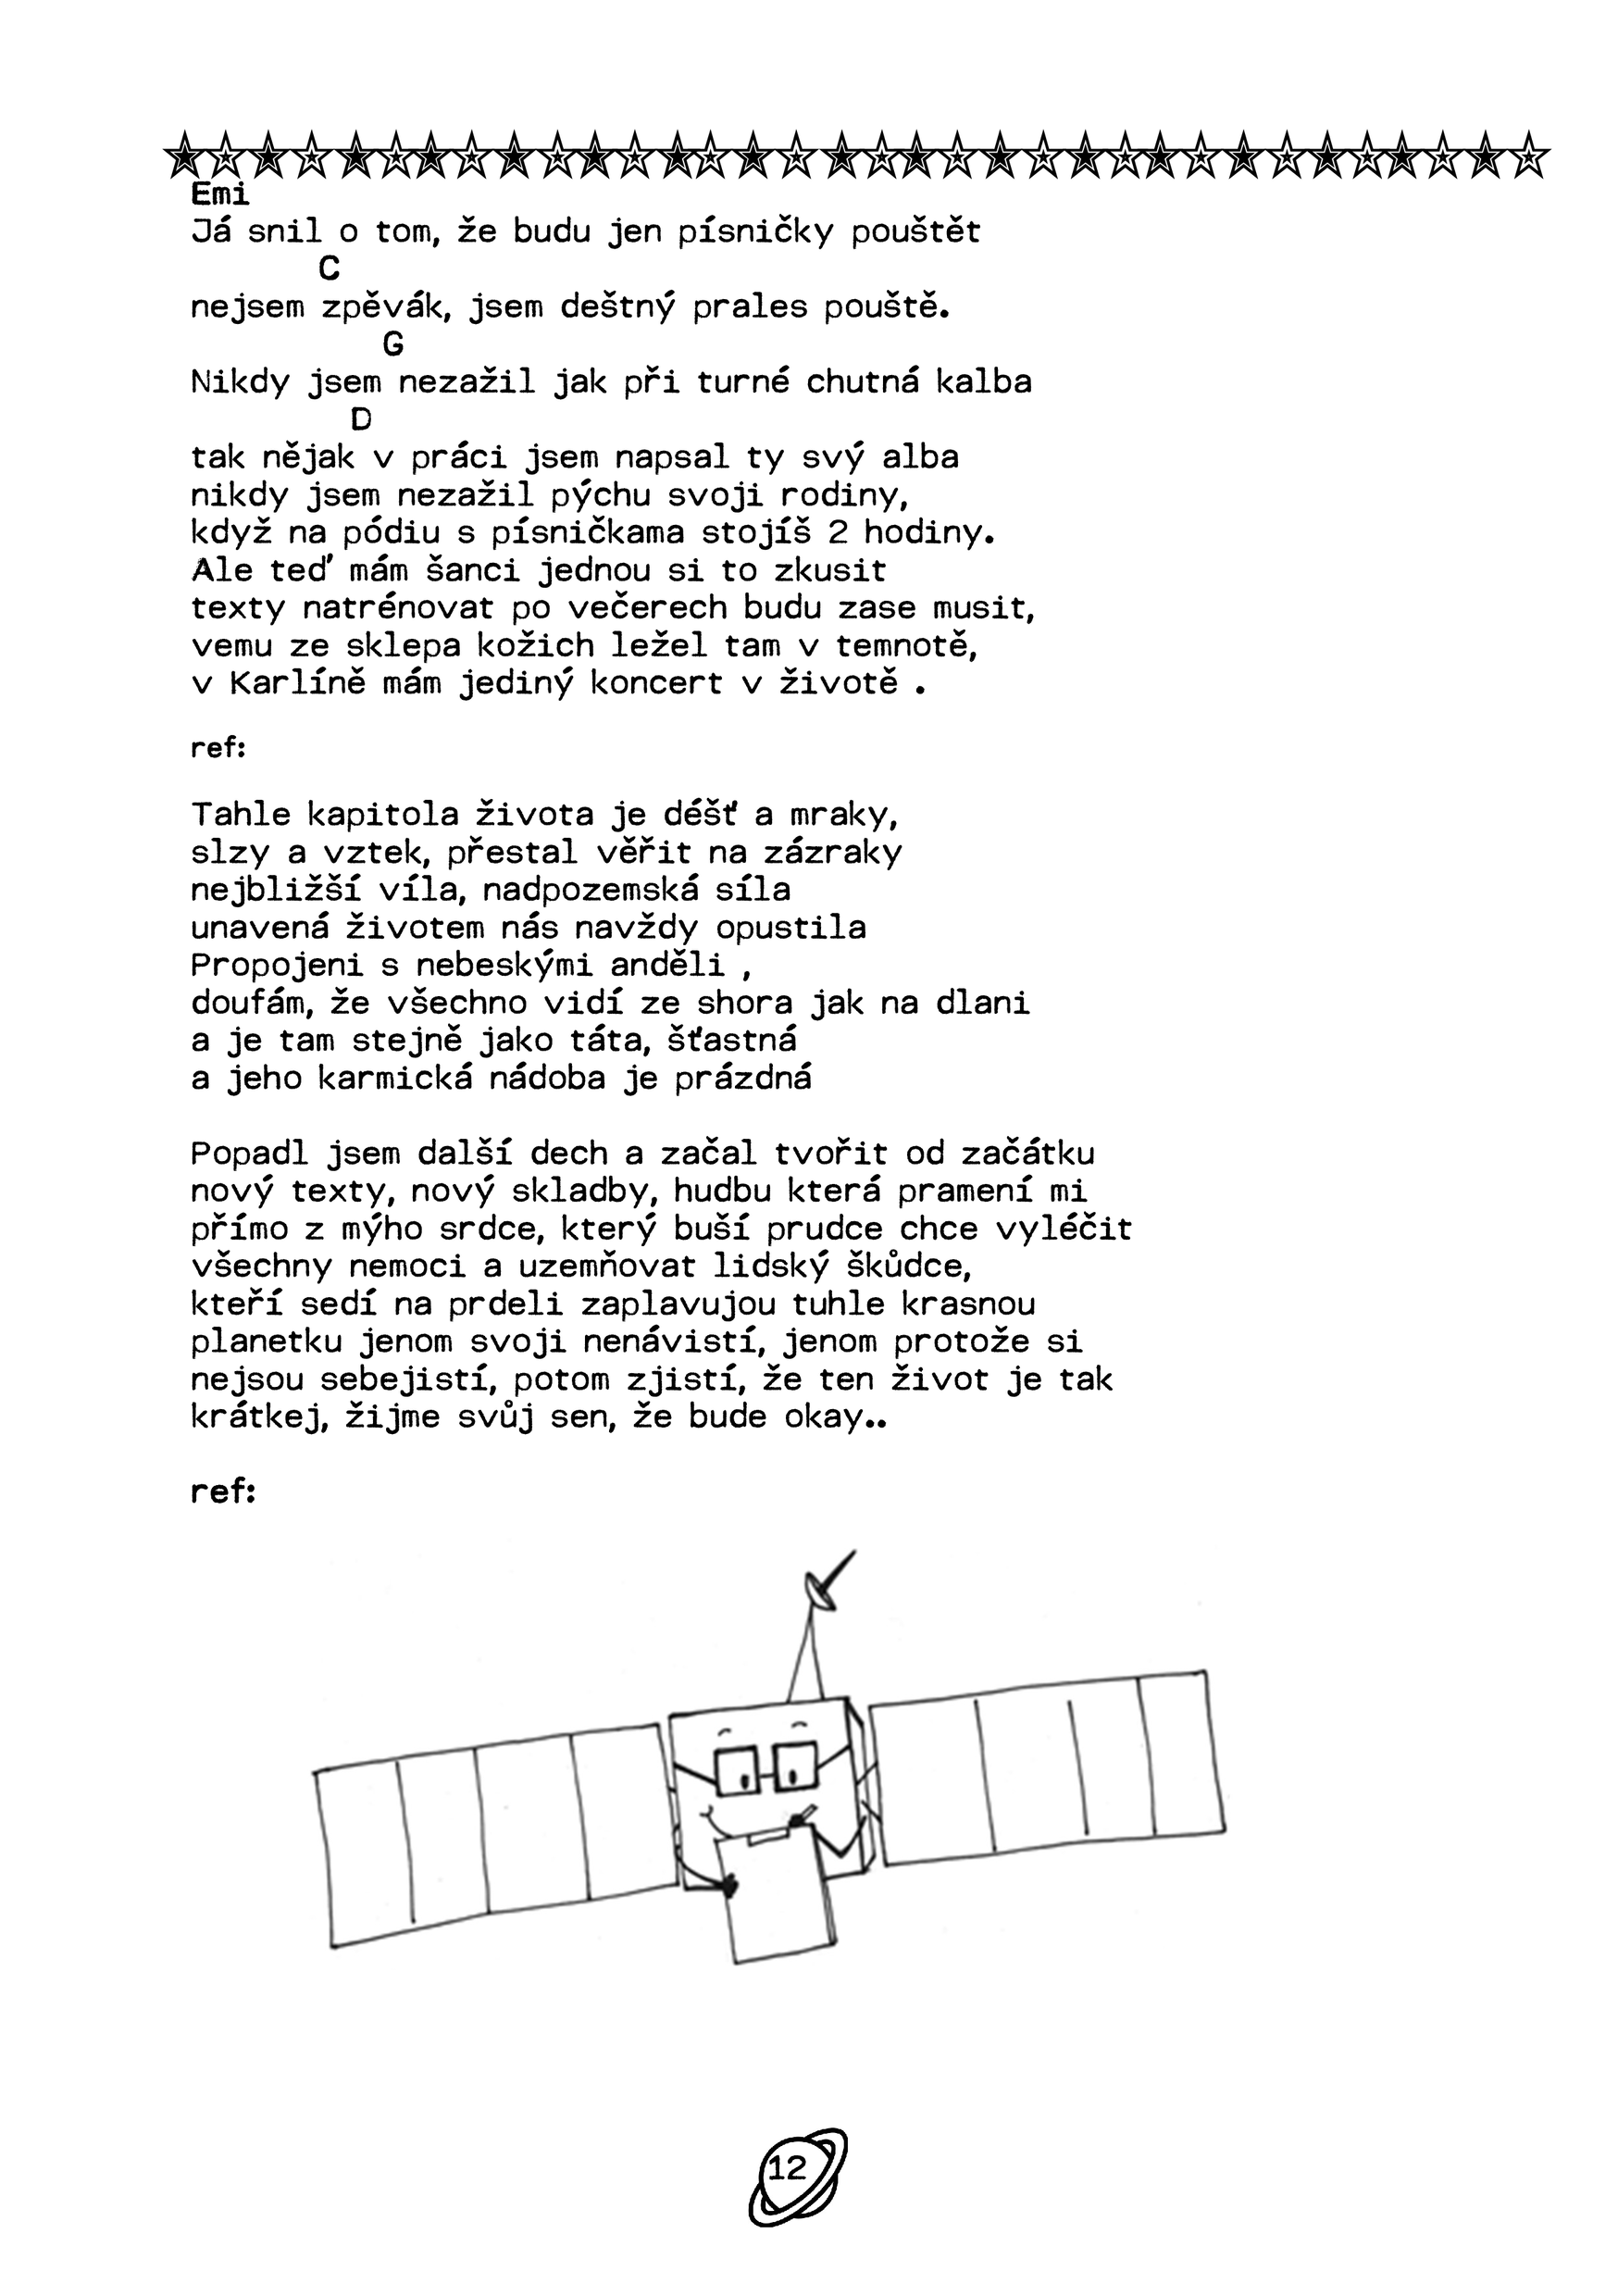 Emi
Já snil o tom, že budu jen písničky pouštět
C
nejsem zpěvák, jsem deštný prales pouště.
G
Nikdy jsem nezažil jak při turné chutná kalba
D
tak nějak v práci jsem napsal ty svý alba
nikdy jsem nezažil pýchu svoji rodiny,
když na pódiu s písničkama stojíš 2 hodiny.
Ale teď mám šanci jednou si to zkusit
texty natrénovat po večerech budu zase musit,
vemu ze sklepa kožich ležel tam v temnotě,
v Karlíně mám jediný koncert v životě .
ref:
Tahle kapitola života je déšť a mraky,
slzy a vztek, přestal věřit na zázraky
nejbližší víla, nadpozemská síla
unavená životem nás navždy opustila
Propojeni s nebeskými anděli ,
doufám, že všechno vidí ze shora jak na dlani
a je tam stejně jako táta, šťastná
a jeho karmická nádoba je prázdná
Popadl jsem další dech a začal tvořit od začátku
nový texty, nový skladby, hudbu která pramení mi
přímo z mýho srdce, který buší prudce chce vyléčit
všechny nemoci a uzemňovat lidský škůdce,
kteří sedí na prdeli zaplavujou tuhle krasnou
planetku jenom svoji nenávistí, jenom protože si
nejsou sebejistí, potom zjistí, že ten život je tak
krátkej, žijme svůj sen, že bude okay..
ref:
12